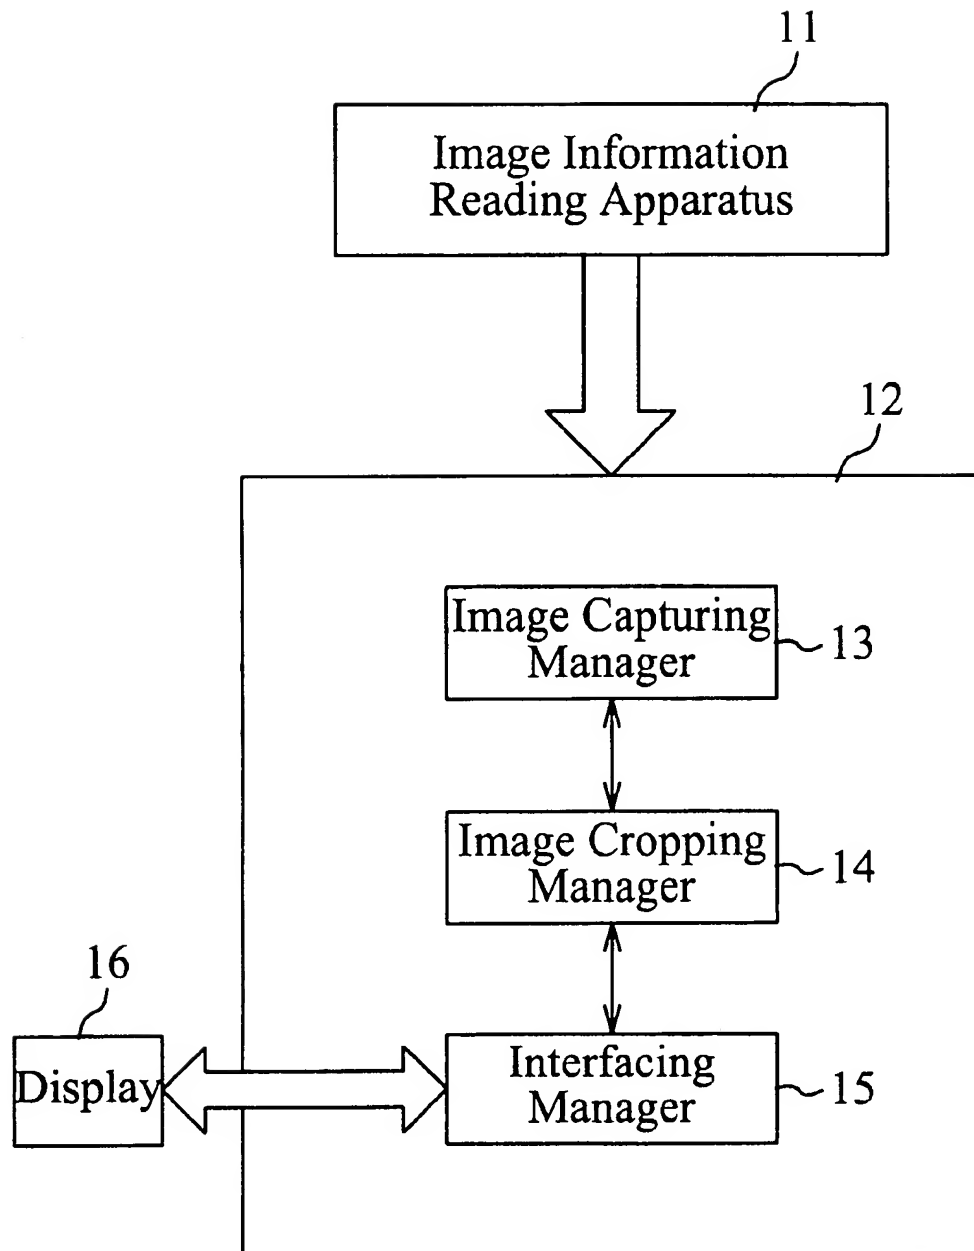 11
Image Information
Reading Apparatus
12
Image Capturing
Manager
13
Image Cropping
Manager
14
16
Display
Interfacing
Manager
15